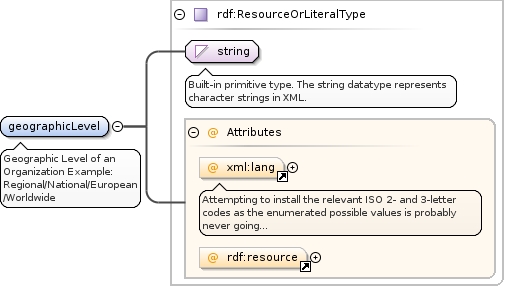 rdf:ResourceOrLiteralType
string
Built-in primitive type. The string datatype represents
character strings in XML.
geographicLevel
Geographic Level of an
Organization Example:
Regional/National/European
/Worldwide
@ Attributes
@ xml:lang
Attempting to install the relevant ISO 2- and 3-letter
codes as the enumerated possible values is probably
never going...
@ rdf:resource